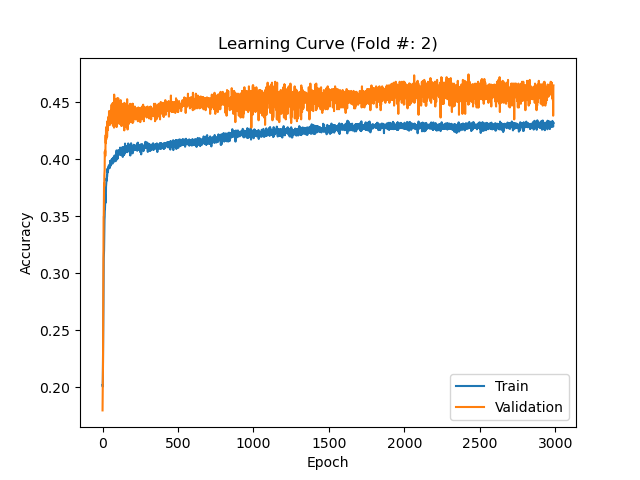 Learning Curve (Fold #: 2)
Accuracy
0.45
0.40
0.35
0.30
0.25
0.20
Train
Validation
0 500 1000 1500 2000 2500 3000
Epoch